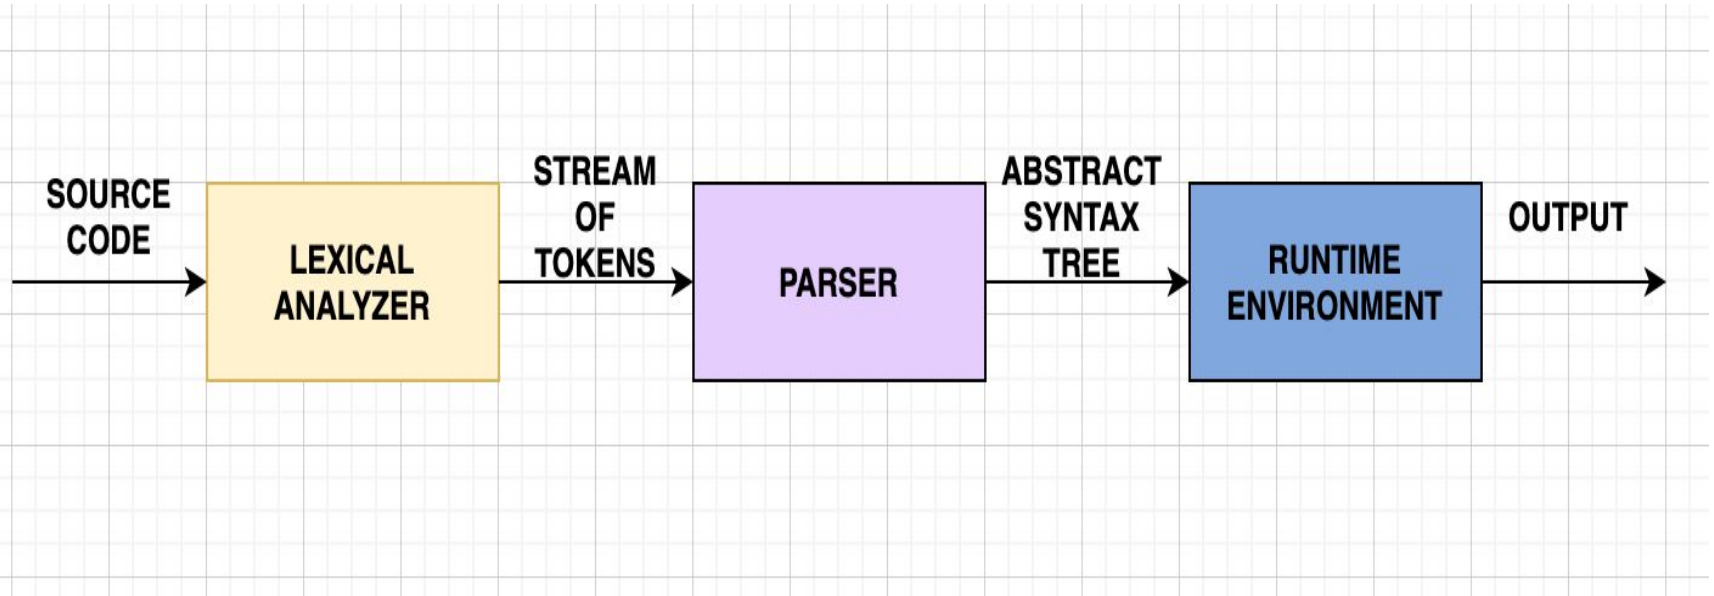 SOURCE
CODE
LEXICAL
ANALYZER
STREAM
OF
TOKENS
PARSER
ABSTRACT
SYNTAX
TREE
RUNTIME
ENVIRONMENT
OUTPUT